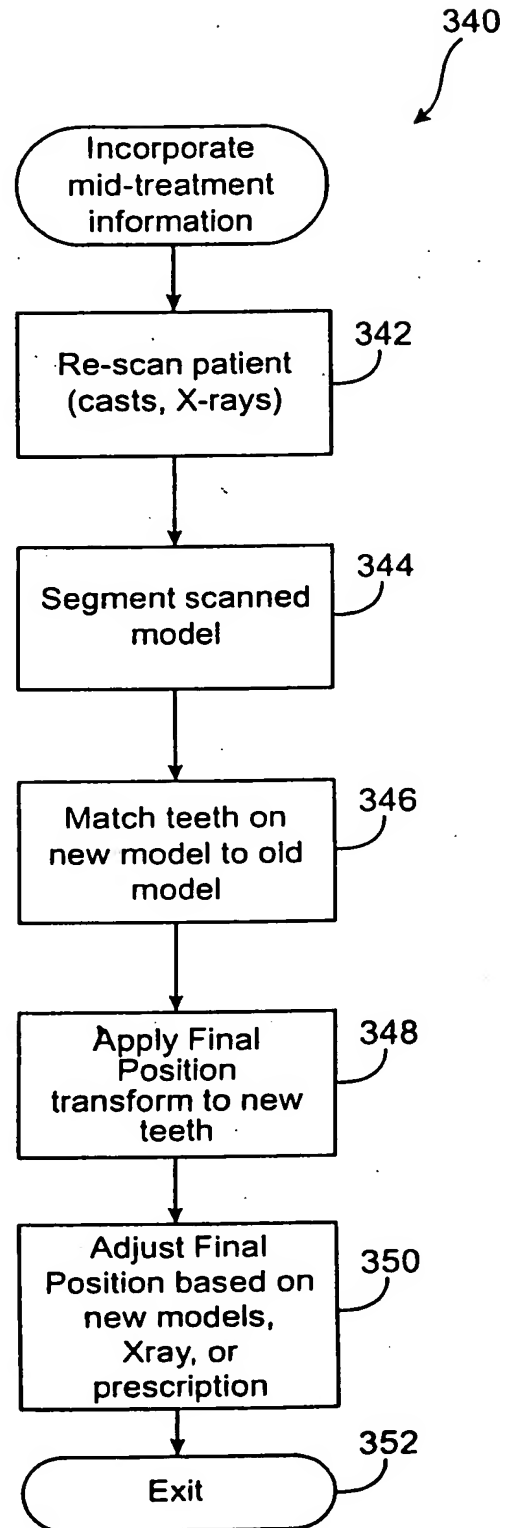 340
Incorporate
mid-treatment
information
342
Re-scan patient
(casts, X-rays)
344
Segment scanned
model
346
Match teeth on
new model to old
model
348
Apply Final
Position
transform to new
teeth
350
Adjust Final
Position based on
new models,
Xray, or
prescription
352
Exit